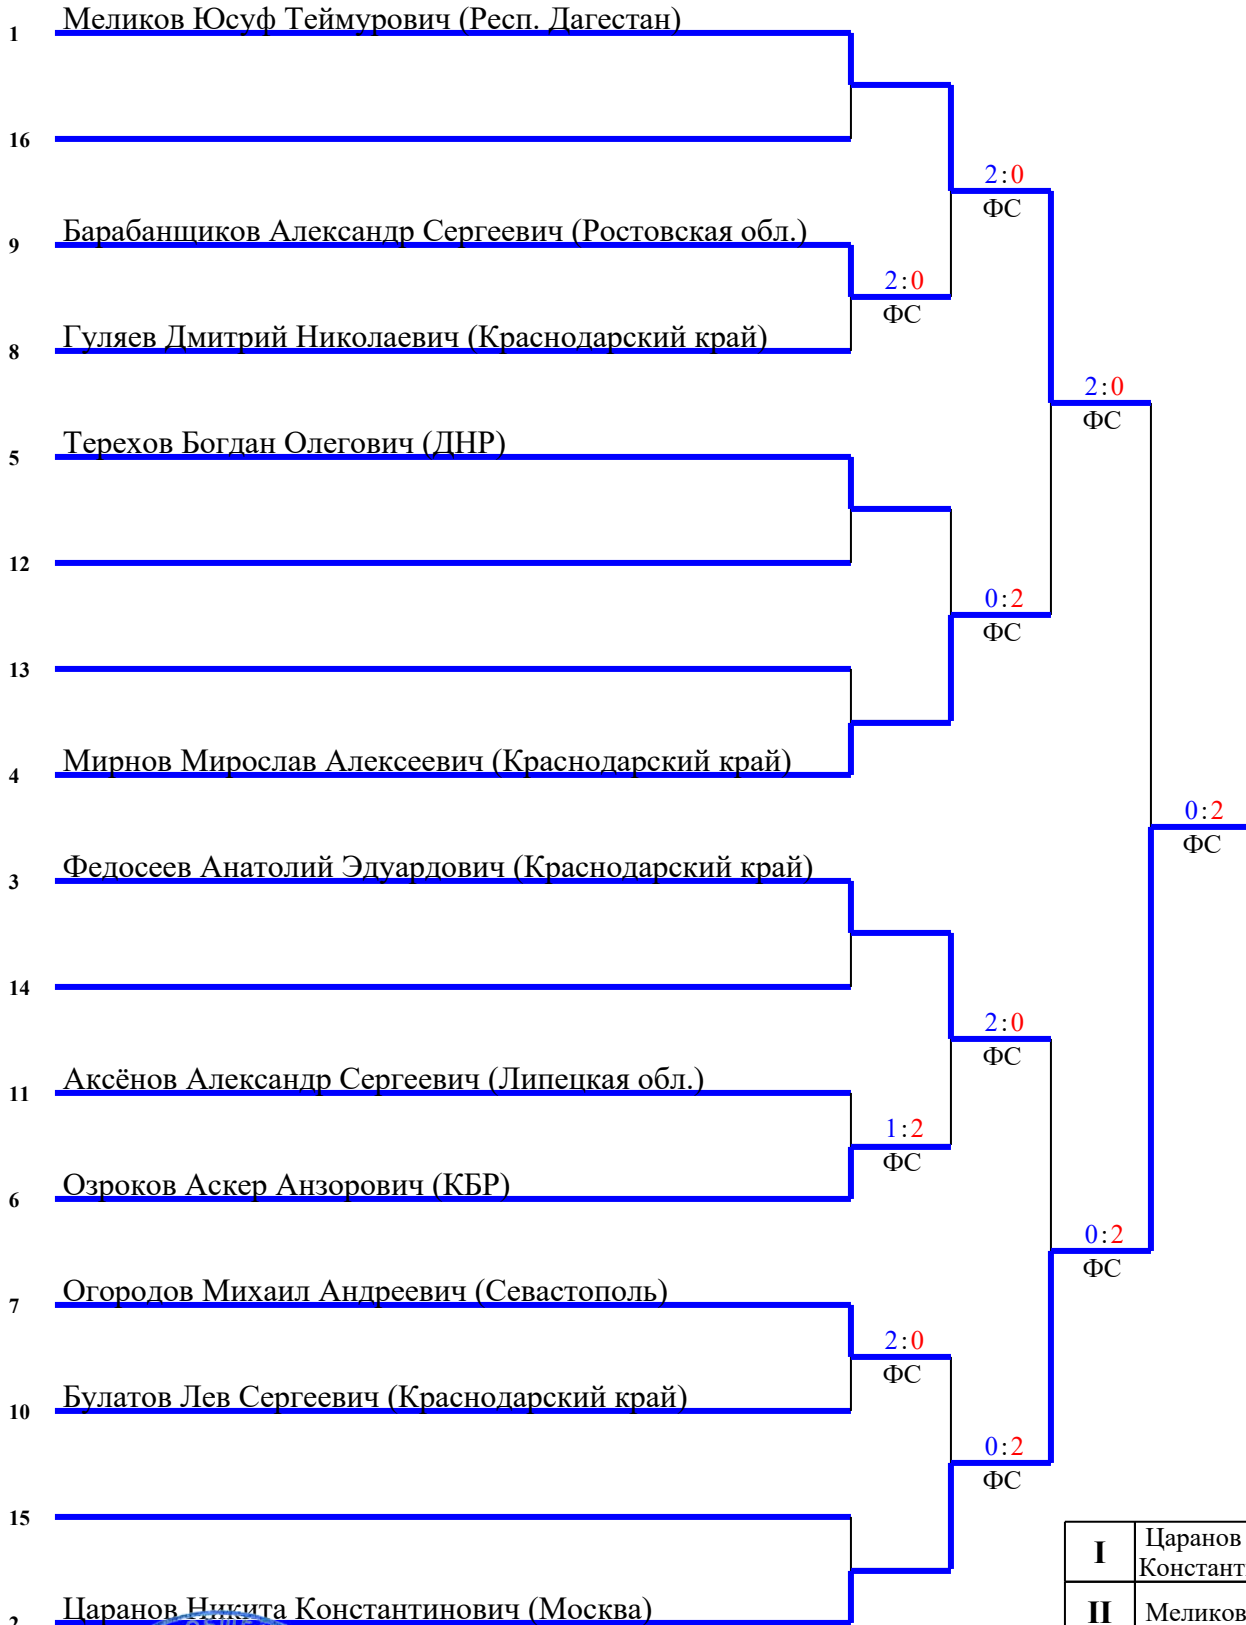 Меликов Юсуф Теймурович (Респ. Дагестан)
1
16
2:0
ФС
Барабанщиков Александр Сергеевич (Ростовская обл.)
9
2:0
ФС
Гуляев Дмитрий Николаевич (Краснодарский край)
8
2:0
ФС
Терехов Богдан Олегович (ДНР)
5
12
0:2
ФС
13
Мирнов Мирослав Алексеевич (Краснодарский край)
4
0:2
ФС
Федосеев Анатолий Эдуардович (Краснодарский край)
3
14
2:0
ФС
Аксёнов Александр Сергеевич (Липецкая обл.)
11
1:2
ФС
Озроков Аскер Анзорович (КБР)
6
0:2
ФС
Огородов Михаил Андреевич (Севастополь)
7
2:0
ФС
Булатов Лев Сергеевич (Краснодарский край)
10
0:2
ФС
15
I Царанов
Констант
Царанов Никита Константинович (Москва)
2
II Меликов